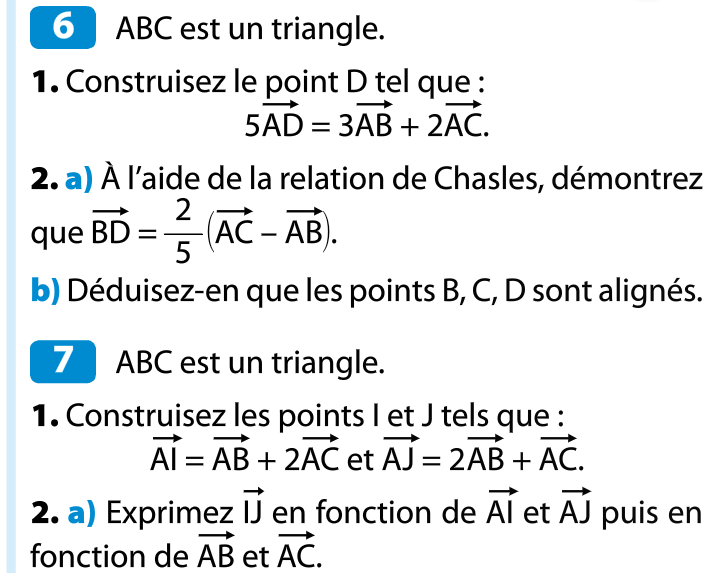 6 ABC est un triangle.
1. Construisez le point D tel que :
5\overrightarrow{AD} = 3\overrightarrow{AB} + 2\overrightarrow{AC}.
2. a) À l’aide de la relation de Chasles, démontrez
que \overrightarrow{BD} = \frac{2}{5}(\overrightarrow{AC} – \overrightarrow{AB}).
b) Déduisez-en que les points B, C, D sont alignés.
7 ABC est un triangle.
1. Construisez les points I et J tels que :
\overrightarrow{AI} = \overrightarrow{AB} + 2\overrightarrow{AC} et \overrightarrow{AJ} = 2\overrightarrow{AB} + \overrightarrow{AC}.
2. a) Exprimez \overrightarrow{IJ} en fonction de \overrightarrow{AI} et \overrightarrow{AJ} puis en
fonction de \overrightarrow{AB} et \overrightarrow{AC}.